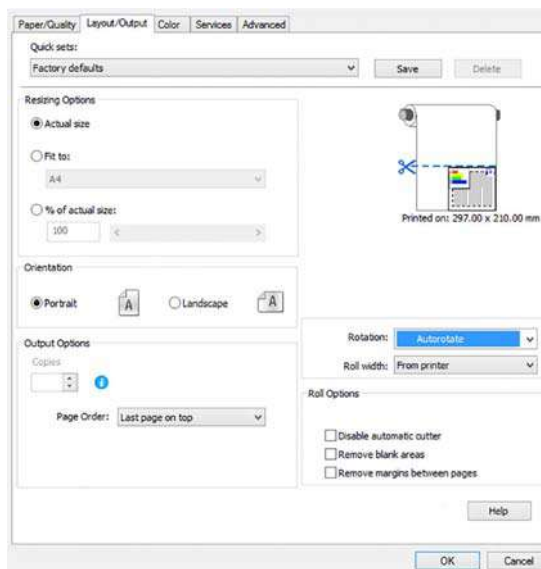 Paper/Quality Layout/Output Color Services Advanced
Quick sets:
Factory defaults Save Delete
Resizing Options
Actual size
Fit to:
A4
% of actual size:
100
Printed on: 297.00 x 210.00 mm
Orientation
A Portrait A Landscape
Rotation: Autorotate
Roll width: From printer
Output Options
Copies
Page Order: Last page on top
Roll Options
Disable automatic cutter
Remove blank areas
Remove margins between pages
Help
OK Cancel